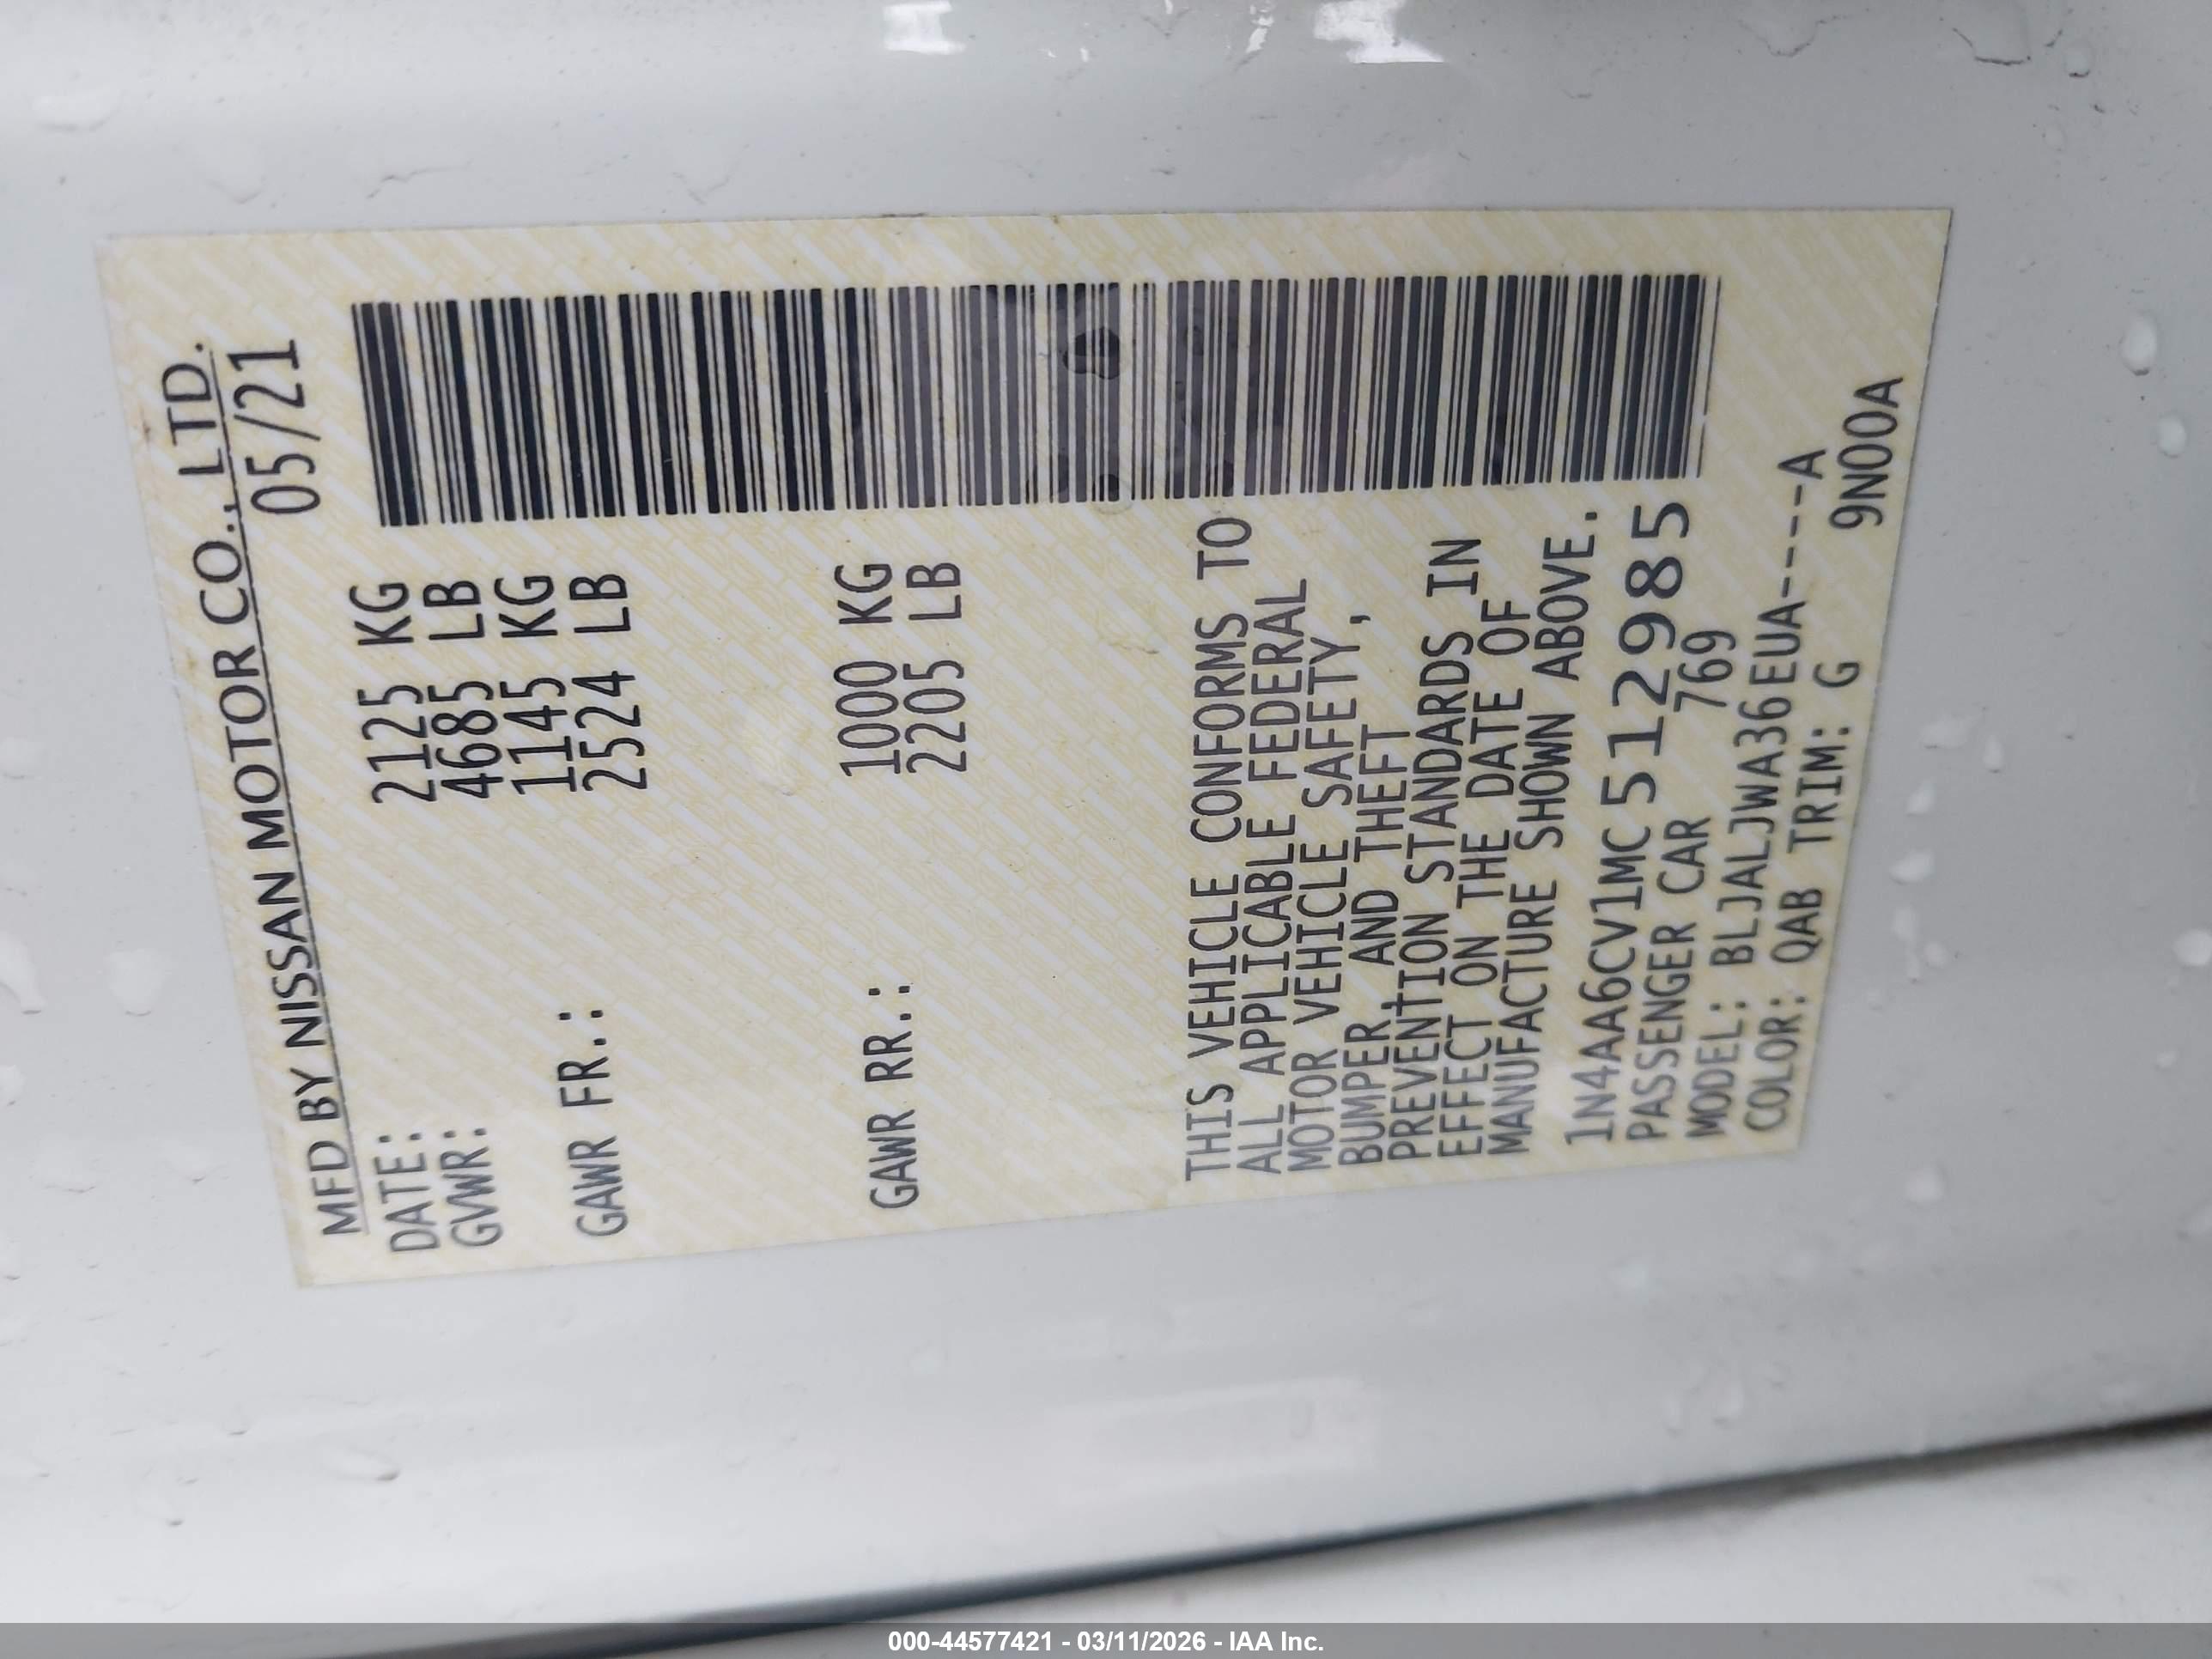 MFD BY NISSAN MOTOR CO., LTD.
DATE: 05/21
GVWR: 2125 KG
4685 LB
GAWR FR.: 1145 KG
2524 LB
GAWR RR.: 1000 KG
2205 LB
THIS VEHICLE CONFORMS TO
ALL APPLICABLE FEDERAL
MOTOR VEHICLE SAFETY,
BUMPER, AND THEFT
PREVENTION STANDARDS IN
EFFECT ON THE DATE OF
MANUFACTURE SHOWN ABOVE.
1N4AA6CV1MC512985
PASSENGER CAR 769
MODEL: BLJALJWA36EUA----A
COLOR: QAB TRIM: G 9N00A
000-44577421 - 03/11/2026 - IAA Inc.